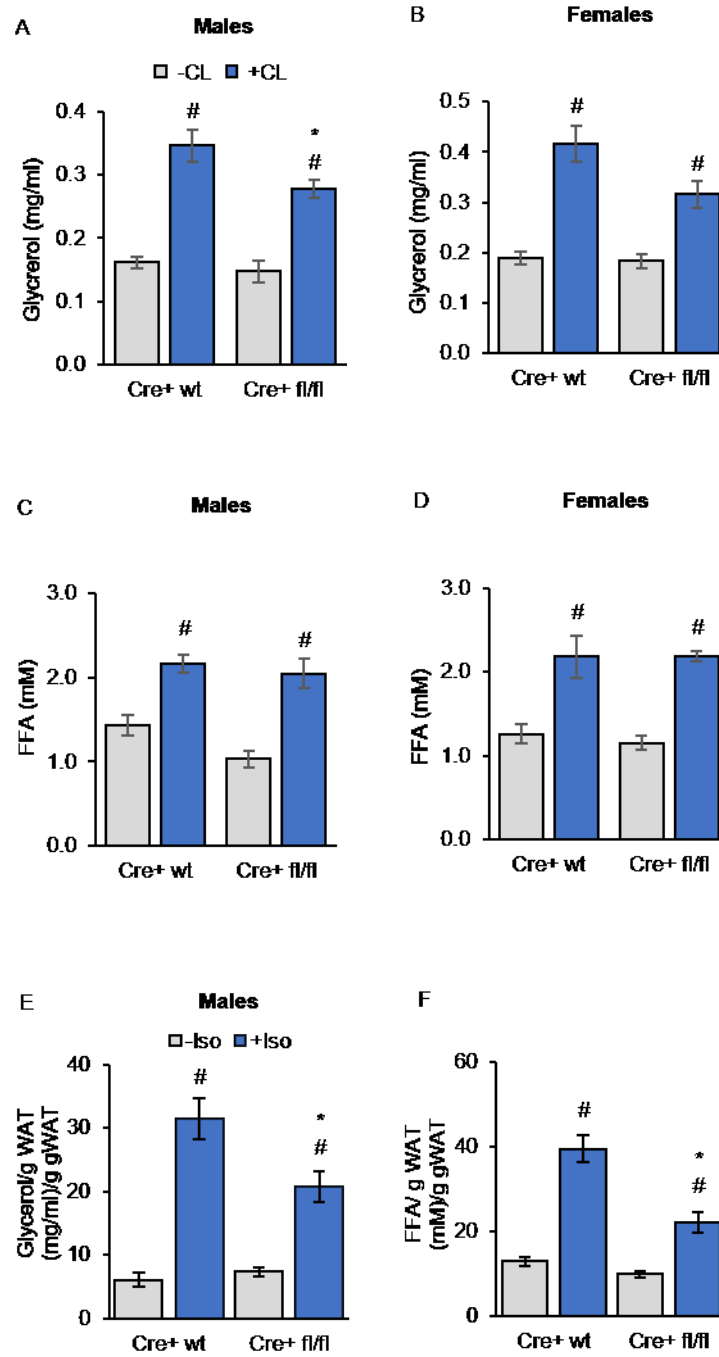 A
Males
-CL +CL
Glycrerol (mg/ml)
0.4
0.3
0.2
0.1
0.0
#
*
#
Cre+ wt
Cre+ fl/fl
B
Females
Glycrerol (mg/ml)
0.5
0.4
0.3
0.2
0.1
0.0
#
#
Cre+ wt
Cre+ fl/fl
C
Males
FFA (mM)
3.0
2.0
1.0
0.0
#
#
Cre+ wt
Cre+ fl/fl
D
Females
FFA (mM)
3.0
2.0
1.0
0.0
#
#
Cre+ wt
Cre+ fl/fl
E
Males
-Iso +Iso
Glycerol/g WAT
(mg/ml)/g gWAT
40
30
20
10
0
#
*
#
Cre+ wt
Cre+ fl/fl
F
FFA/ g WAT
(mM)/g gWAT
60
40
20
0
#
*
#
Cre+ wt
Cre+ fl/fl